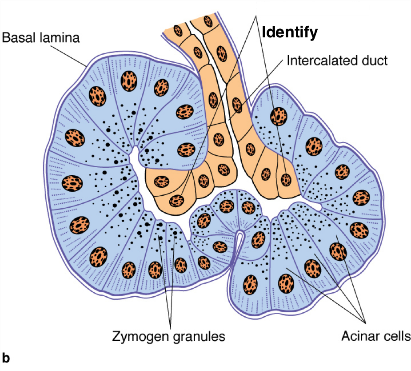 Identify
Basal lamina
Intercalated duct
Zymogen granules
Acinar cells
b